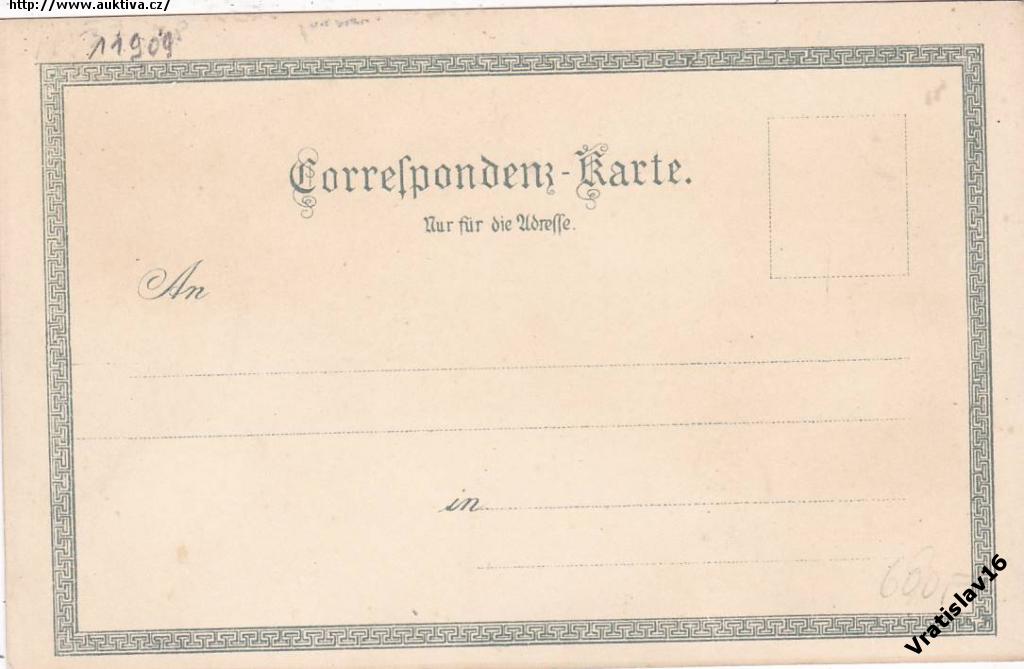 http://www.auktiva.cz/
11909
Correſpondenz-Karte.
Nur für die Adreſſe.
An
in
Vratislav16